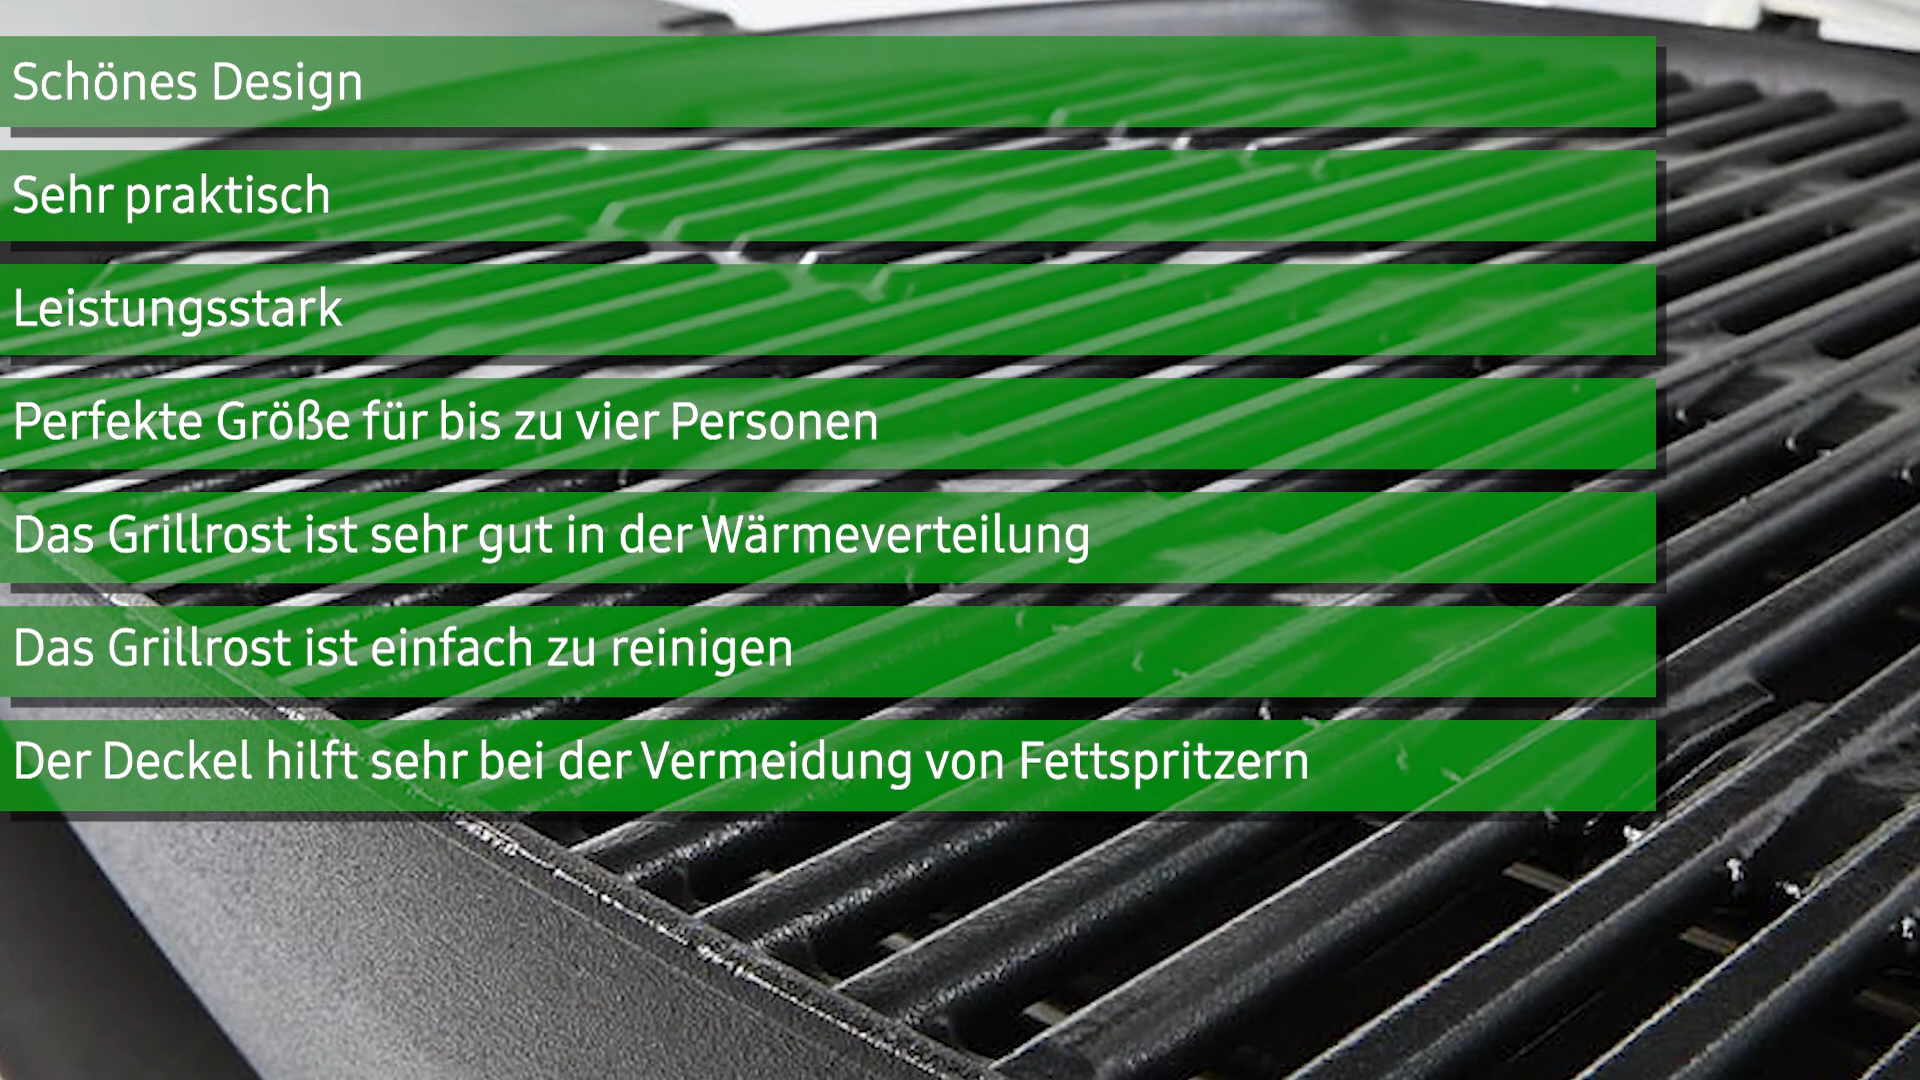 Schönes Design
Sehr praktisch
Leistungsstark
Perfekte Größe für bis zu vier Personen
Das Grillrost ist sehr gut in der Wärmeverteilung
Das Grillrost ist einfach zu reinigen
Der Deckel hilft sehr bei der Vermeidung von Fettspritzern